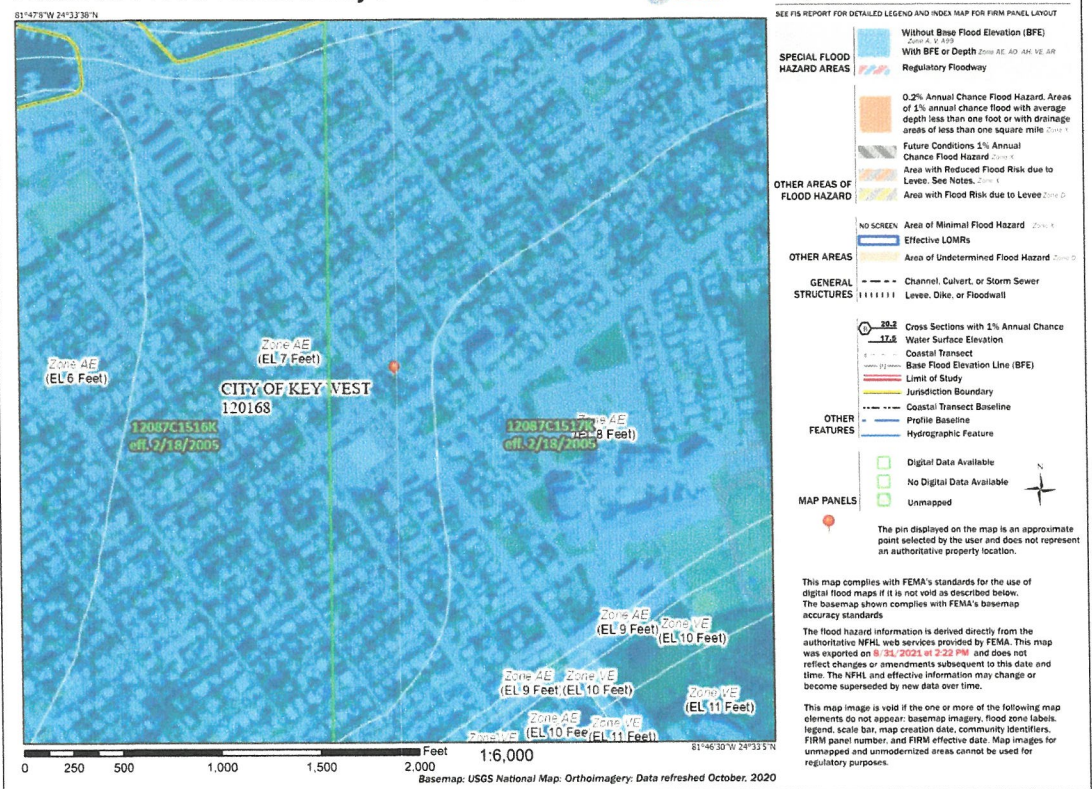 81°47'8"W 24°33'38"N
Zone AE
(EL 6 Feet)
Zone AE
(EL 7 Feet)
CITY OF KEY WEST
120168
12087C1516K
eff. 2/18/2005
12087C1517K
eff. 2/18/2005
Zone AE
(EL 8 Feet)
Zone AE
(EL 9 Feet)
Zone VE
(EL 10 Feet)
Zone AE
(EL 9 Feet)
Zone VE
(EL 10 Feet)
Zone VE
(EL 11 Feet)
Zone AE
(EL 10 Fee
Zone VE
(EL 11 Feet)
Zone VE
81°46'30"W 24°33'5"N
0 250 500 1,000 1,500 2,000
Feet
1:6,000
Basemap: USGS National Map: Orthoimagery: Data refreshed October, 2020
SEE FIS REPORT FOR DETAILED LEGEND AND INDEX MAP FOR FIRM PANEL LAYOUT
SPECIAL FLOOD
HAZARD AREAS
Without Base Flood Elevation (BFE)
Zone A, V, A99
With BFE or Depth Zone AE, AO, AH, VE, AR
Regulatory Floodway
OTHER AREAS OF
FLOOD HAZARD
0.2% Annual Chance Flood Hazard, Areas
of 1% annual chance flood with average
depth less than one foot or with drainage
areas of less than one square mile Zone X
Future Conditions 1% Annual
Chance Flood Hazard Zone X
Area with Reduced Flood Risk due to
Levee. See Notes. Zone X
Area with Flood Risk due to Levee Zone D
OTHER AREAS
NO SCREEN Area of Minimal Flood Hazard Zone X
Effective LOMRs
Area of Undetermined Flood Hazard Zone D
GENERAL
STRUCTURES
Channel, Culvert, or Storm Sewer
Levee, Dike, or Floodwall
OTHER
FEATURES
B 20.2 Cross Sections with 1% Annual Chance
17.5 Water Surface Elevation
Coastal Transect
Base Flood Elevation Line (BFE)
Limit of Study
Jurisdiction Boundary
Coastal Transect Baseline
Profile Baseline
Hydrographic Feature
MAP PANELS
Digital Data Available
No Digital Data Available
Unmapped
N
The pin displayed on the map is an approximate
point selected by the user and does not represent
an authoritative property location.
This map complies with FEMA's standards for the use of
digital flood maps if it is not void as described below.
The basemap shown complies with FEMA's basemap
accuracy standards
The flood hazard information is derived directly from the
authoritative NFHL web services provided by FEMA. This map
was exported on 8/31/2021 at 2:22 PM and does not
reflect changes or amendments subsequent to this date and
time. The NFHL and effective information may change or
become superseded by new data over time.
This map image is void if the one or more of the following map
elements do not appear: basemap imagery, flood zone labels,
legend, scale bar, map creation date, community identifiers,
FIRM panel number, and FIRM effective date. Map images for
unmapped and unmodernized areas cannot be used for
regulatory purposes.